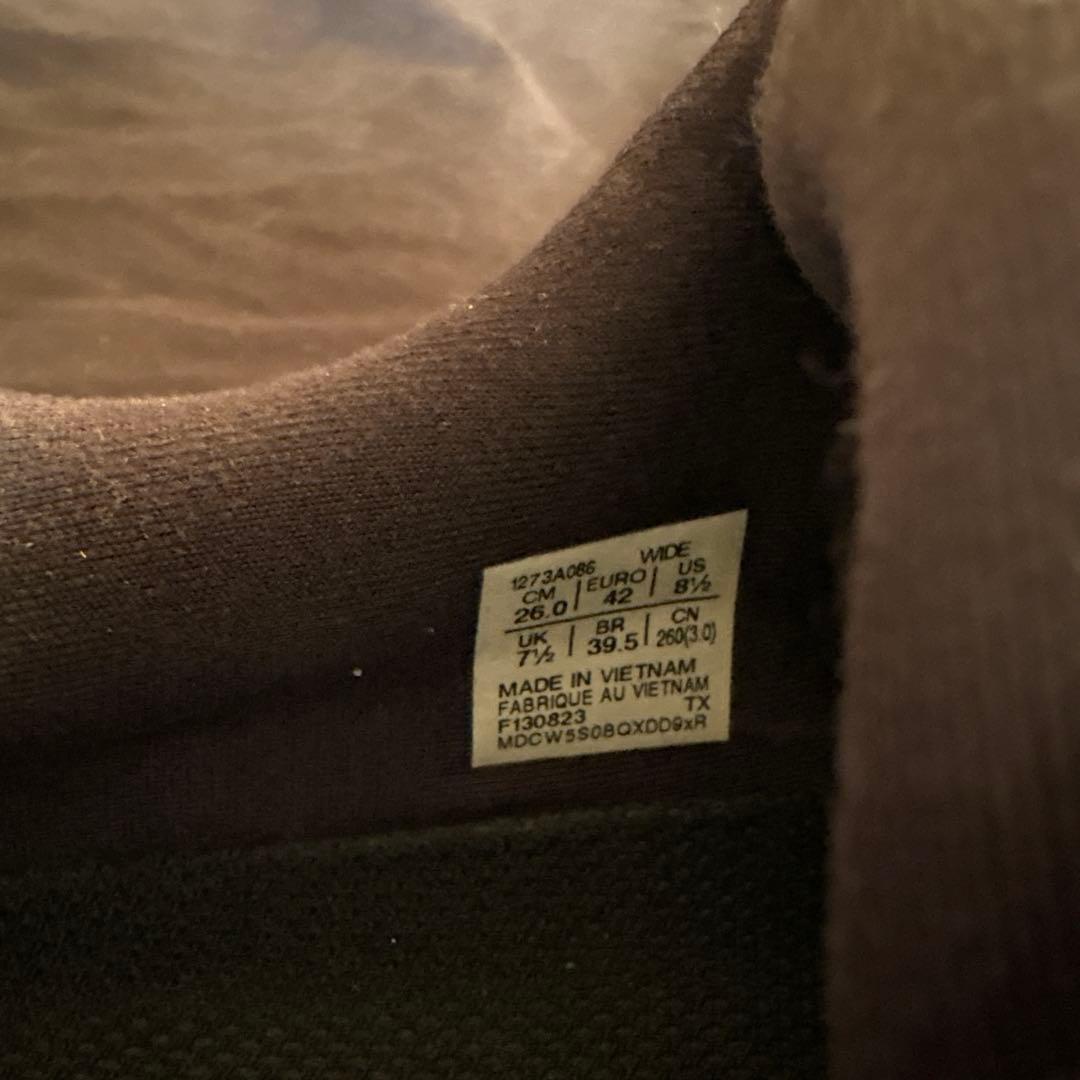 1273A086 WIDE
CM | EURO | US
26.0 | 42 | 8½
UK | BR | CN
7½ | 39.5 | 260(3.0)
MADE IN VIETNAM
FABRIQUE AU VIETNAM
F130823 TX
MDCW5S08QXDD9xR